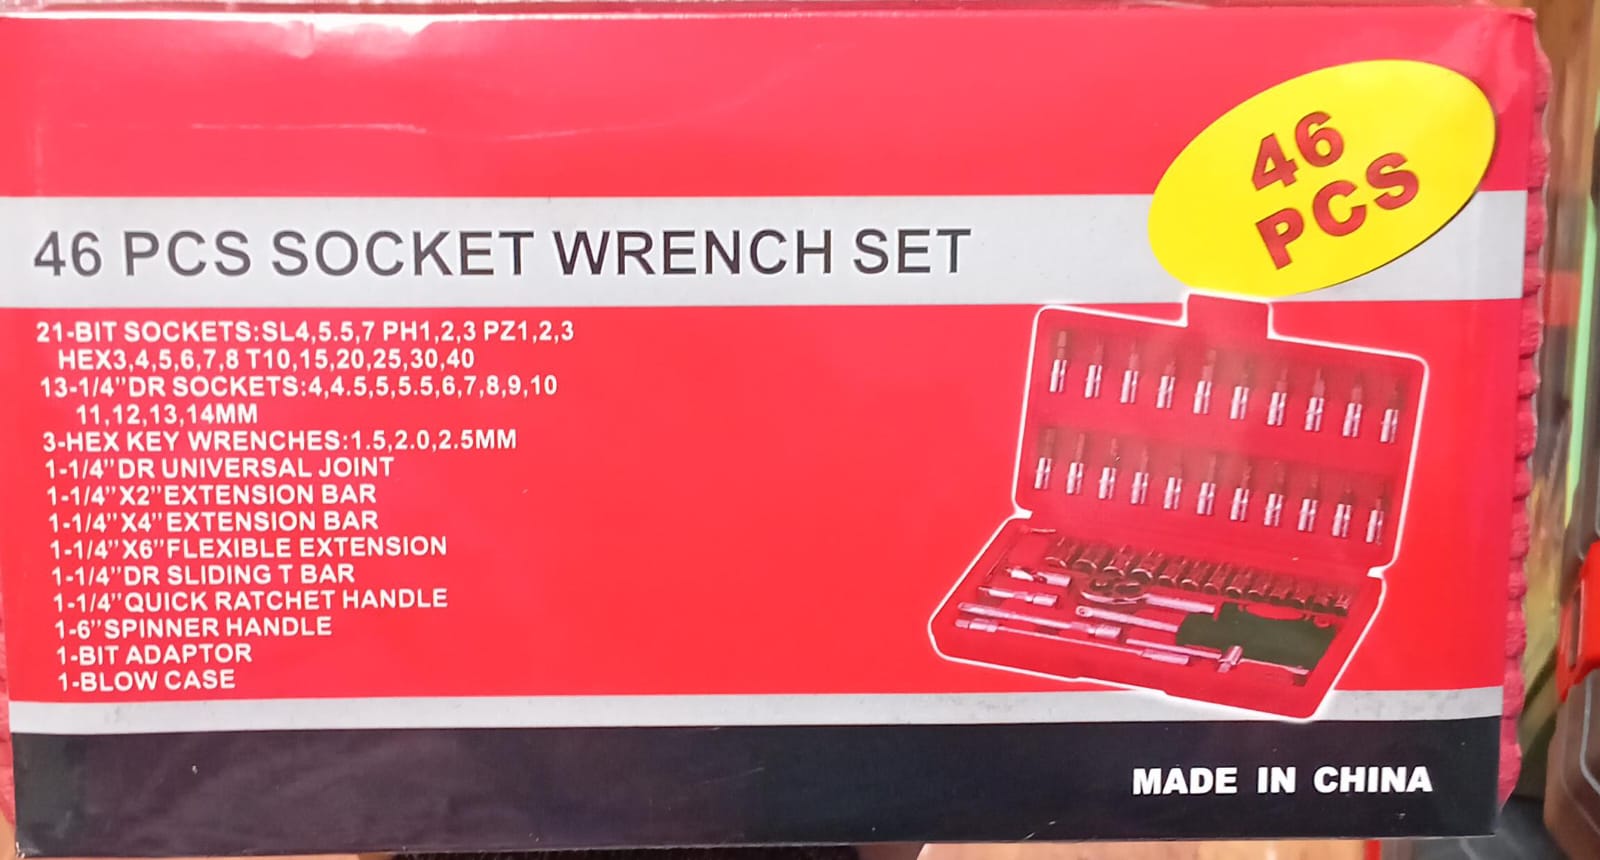 46
PCS
46 PCS SOCKET WRENCH SET
21-BIT SOCKETS:SL4,5.5,7 PH1,2,3 PZ1,2,3
HEX3,4,5,6,7,8 T10,15,20,25,30,40
13-1/4”DR SOCKETS:4,4.5,5,5.5,6,7,8,9,10
11,12,13,14MM
3-HEX KEY WRENCHES:1.5,2.0,2.5MM
1-1/4”DR UNIVERSAL JOINT
1-1/4”X2”EXTENSION BAR
1-1/4”X4”EXTENSION BAR
1-1/4”X6”FLEXIBLE EXTENSION
1-1/4”DR SLIDING T BAR
1-1/4”QUICK RATCHET HANDLE
1-6”SPINNER HANDLE
1-BIT ADAPTOR
1-BLOW CASE
MADE IN CHINA